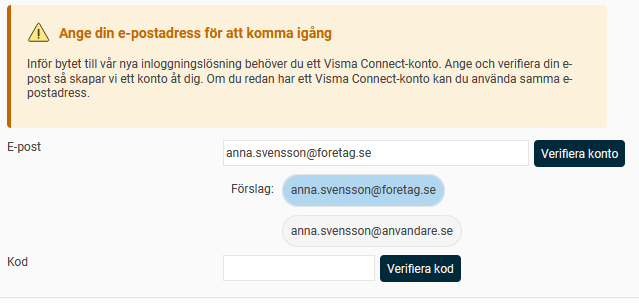 Ange din e-postadress för att komma igång
Inför bytet till vår nya inloggningslösning behöver du ett Visma Connect-konto. Ange och verifiera din e-
post så skapar vi ett konto åt dig. Om du redan har ett Visma Connect-konto kan du använda samma e-
postadress.
E-post
anna.svensson@foretag.se
Verifiera konto
Förslag:
anna.svensson@foretag.se
anna.svensson@anvandare.se
Kod
Verifiera kod